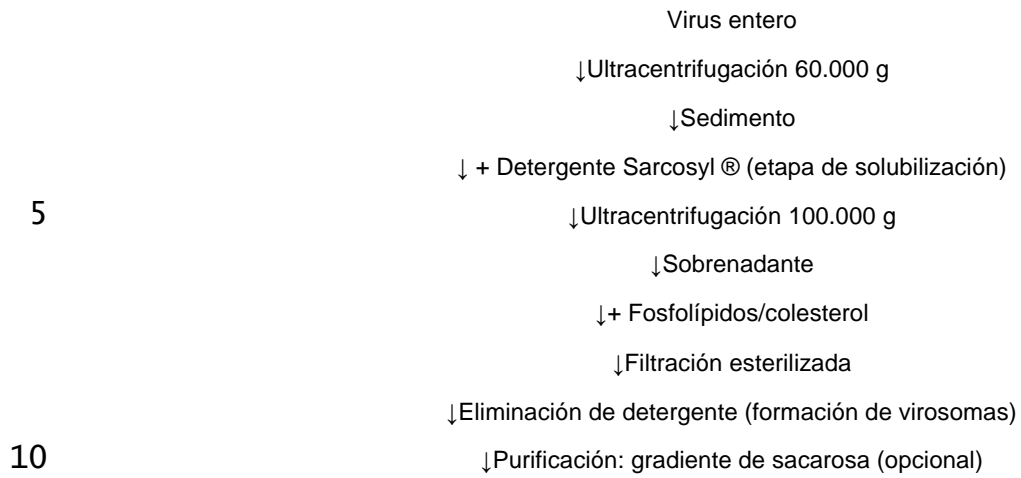 Virus entero
↓Ultracentrifugación 60.000 g
↓Sedimento
↓ + Detergente Sarcosyl ® (etapa de solubilización)
5 ↓Ultracentrifugación 100.000 g
↓Sobrenadante
↓+ Fosfolípidos/colesterol
↓Filtración esterilizada
↓Eliminación de detergente (formación de virosomas)
10 ↓Purificación: gradiente de sacarosa (opcional)